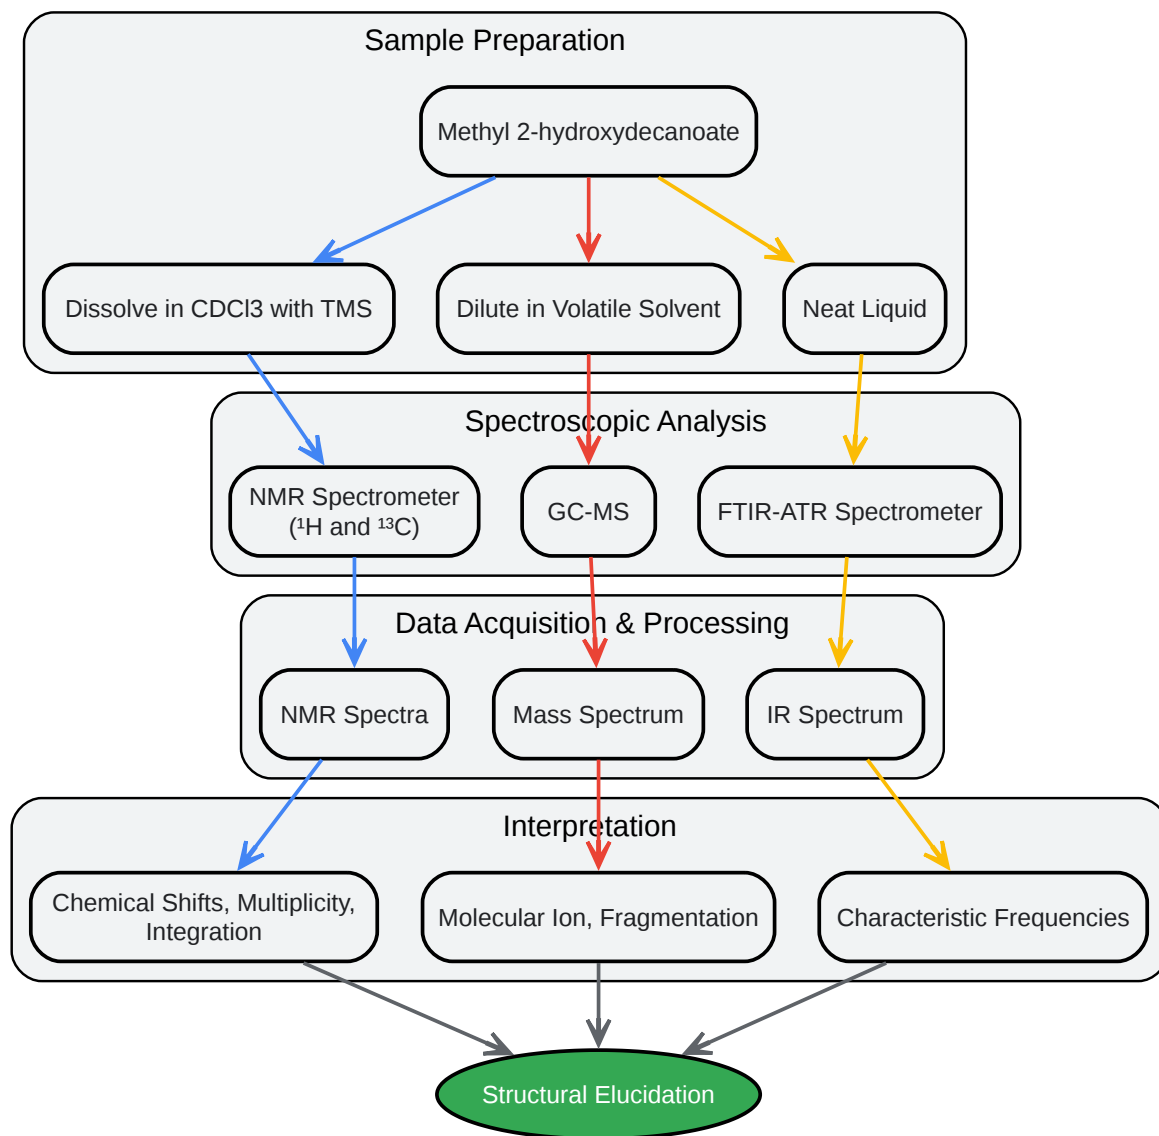 Sample Preparation
Methyl 2-hydroxydecanoate
Dissolve in CDCl3 with TMS
Dilute in Volatile Solvent
Neat Liquid
Spectroscopic Analysis
NMR Spectrometer
(¹H and ¹³C)
GC-MS
FTIR-ATR Spectrometer
Data Acquisition & Processing
NMR Spectra
Mass Spectrum
IR Spectrum
Interpretation
Chemical Shifts, Multiplicity,
Integration
Molecular Ion, Fragmentation
Characteristic Frequencies
Structural Elucidation